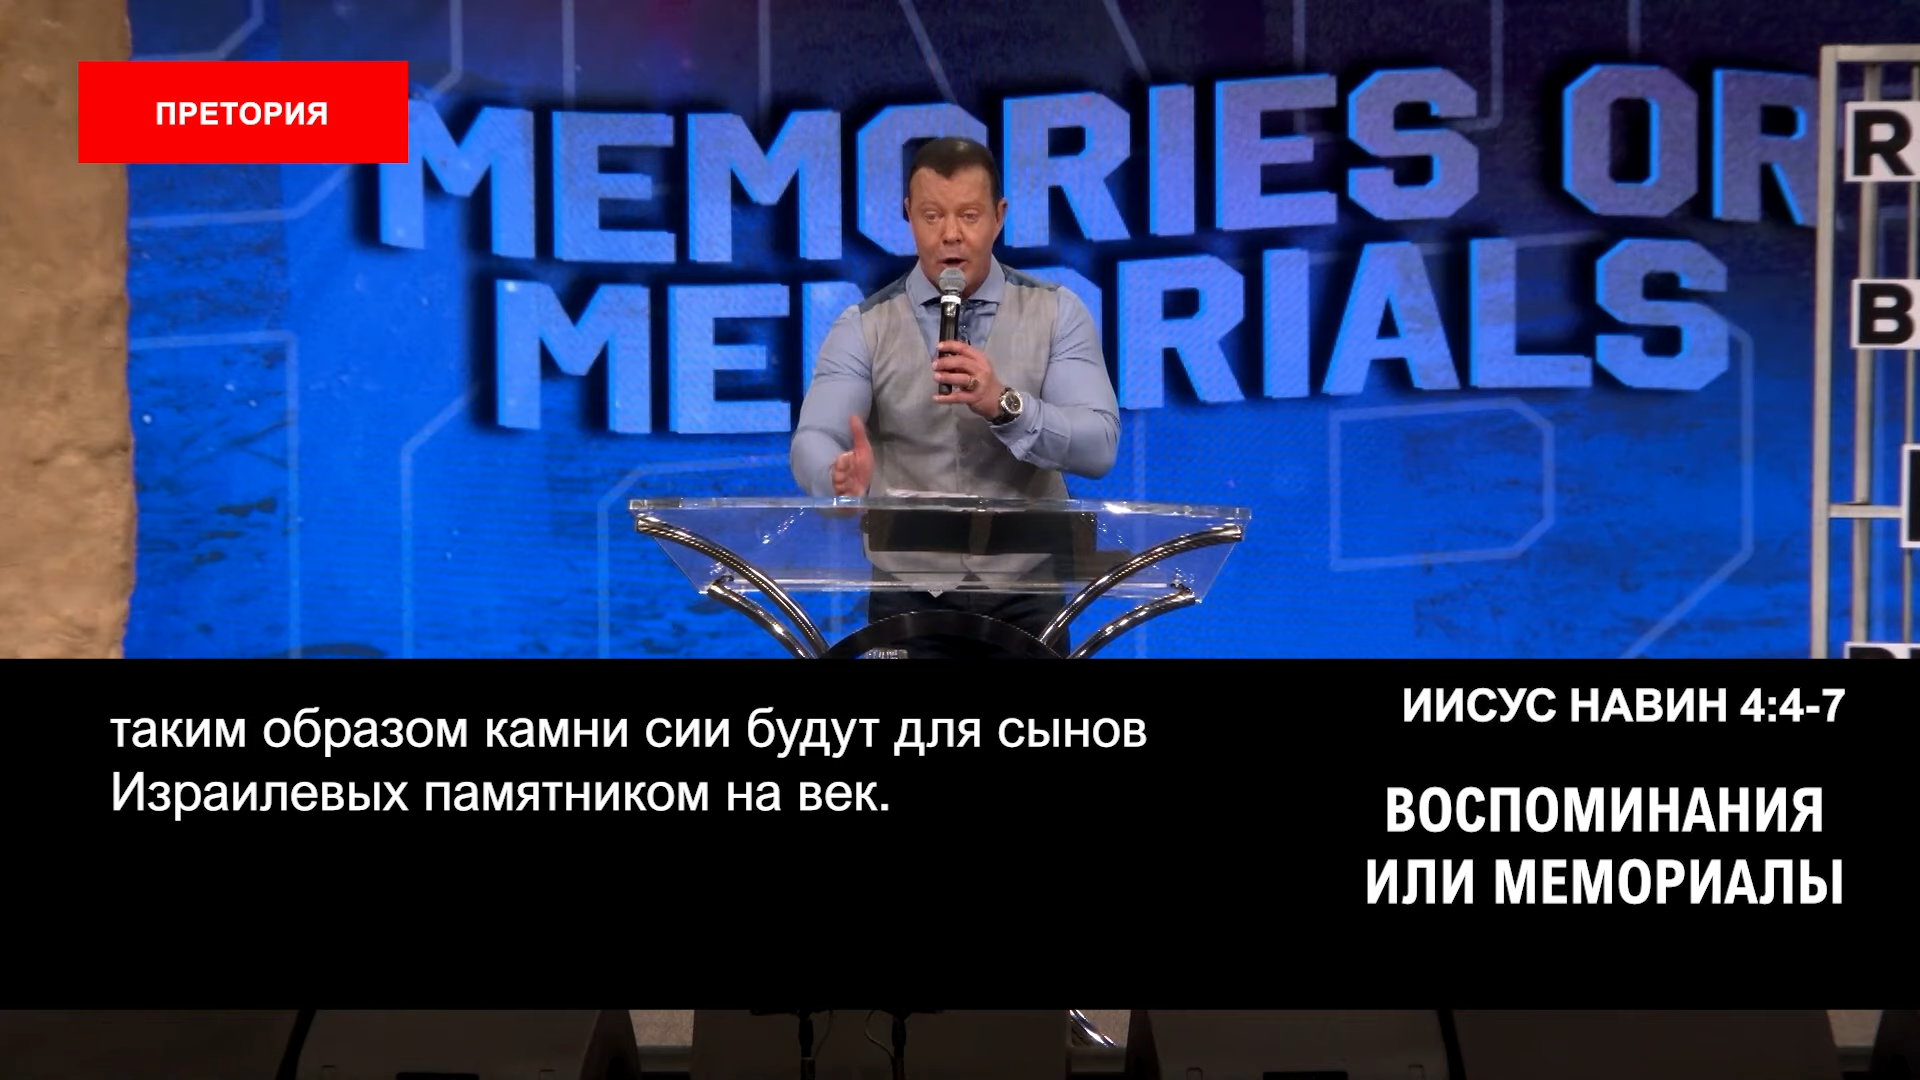 ПРЕТОРИЯ
MEMORIES OR
R
B
таким образом камни сии будут для сынов
Израилевых памятником на век.
ИИСУС НАВИН 4:4-7
ВОСПОМИНАНИЯ
ИЛИ МЕМОРИАЛЫ